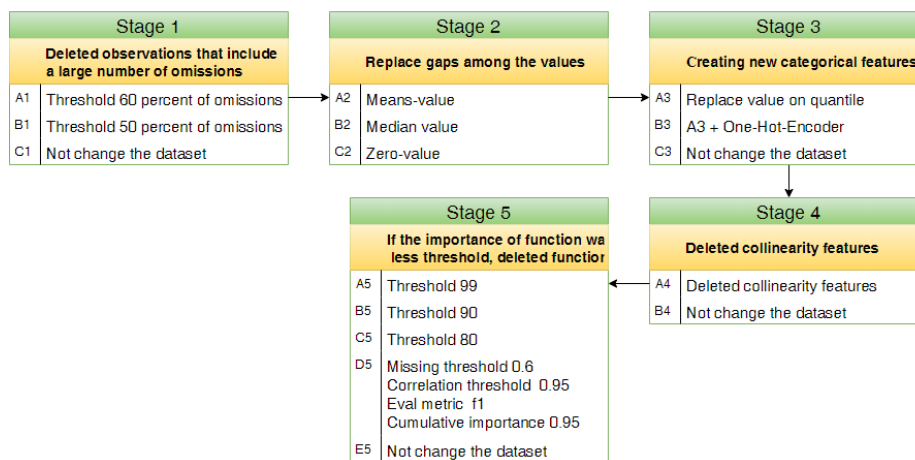 Stage 1
Deleted observations that include
a large number of omissions
A1 Threshold 60 percent of omissions
B1 Threshold 50 percent of omissions
C1 Not change the dataset
Stage 2
Replace gaps among the values
A2 Means-value
B2 Median value
C2 Zero-value
Stage 3
Creating new categorical features
A3 Replace value on quantile
B3 A3 + One-Hot-Encoder
C3 Not change the dataset
Stage 4
Deleted collinearity features
A4 Deleted collinearity features
B4 Not change the dataset
Stage 5
If the importance of function wa
less threshold, deleted function
A5 Threshold 99
B5 Threshold 90
C5 Threshold 80
D5 Missing threshold 0.6
Correlation threshold 0.95
Eval metric f1
Cumulative importance 0.95
E5 Not change the dataset